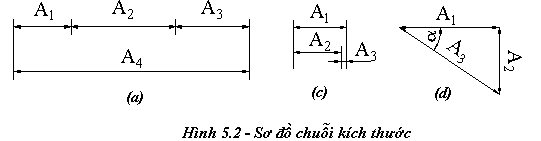 A1 A2 A3
A4
(a)
A1
A2
A3
(c)
A1
α
A3
A2
(d)
Hình 5.2 - Sơ đồ chuỗi kích thước